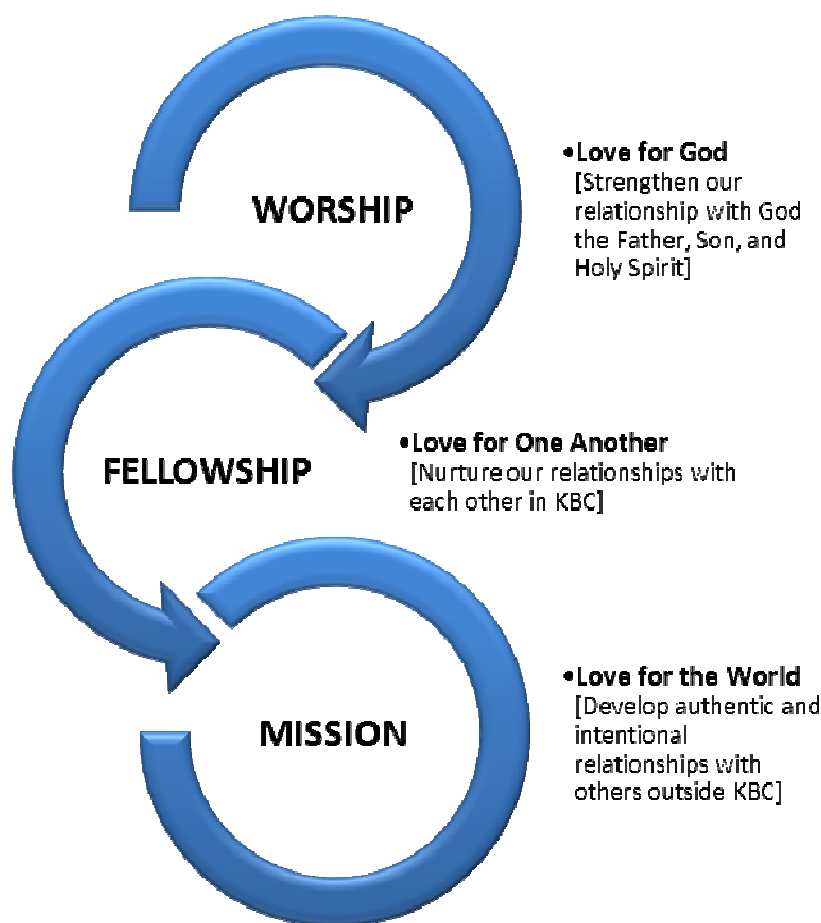 WORSHIP
•Love for God
[Strengthen our
relationship with God
the Father, Son, and
Holy Spirit]
FELLOWSHIP
•Love for One Another
[Nurture our relationships with
each other in KBC]
MISSION
•Love for the World
[Develop authentic and
intentional
relationships with
others outside KBC]